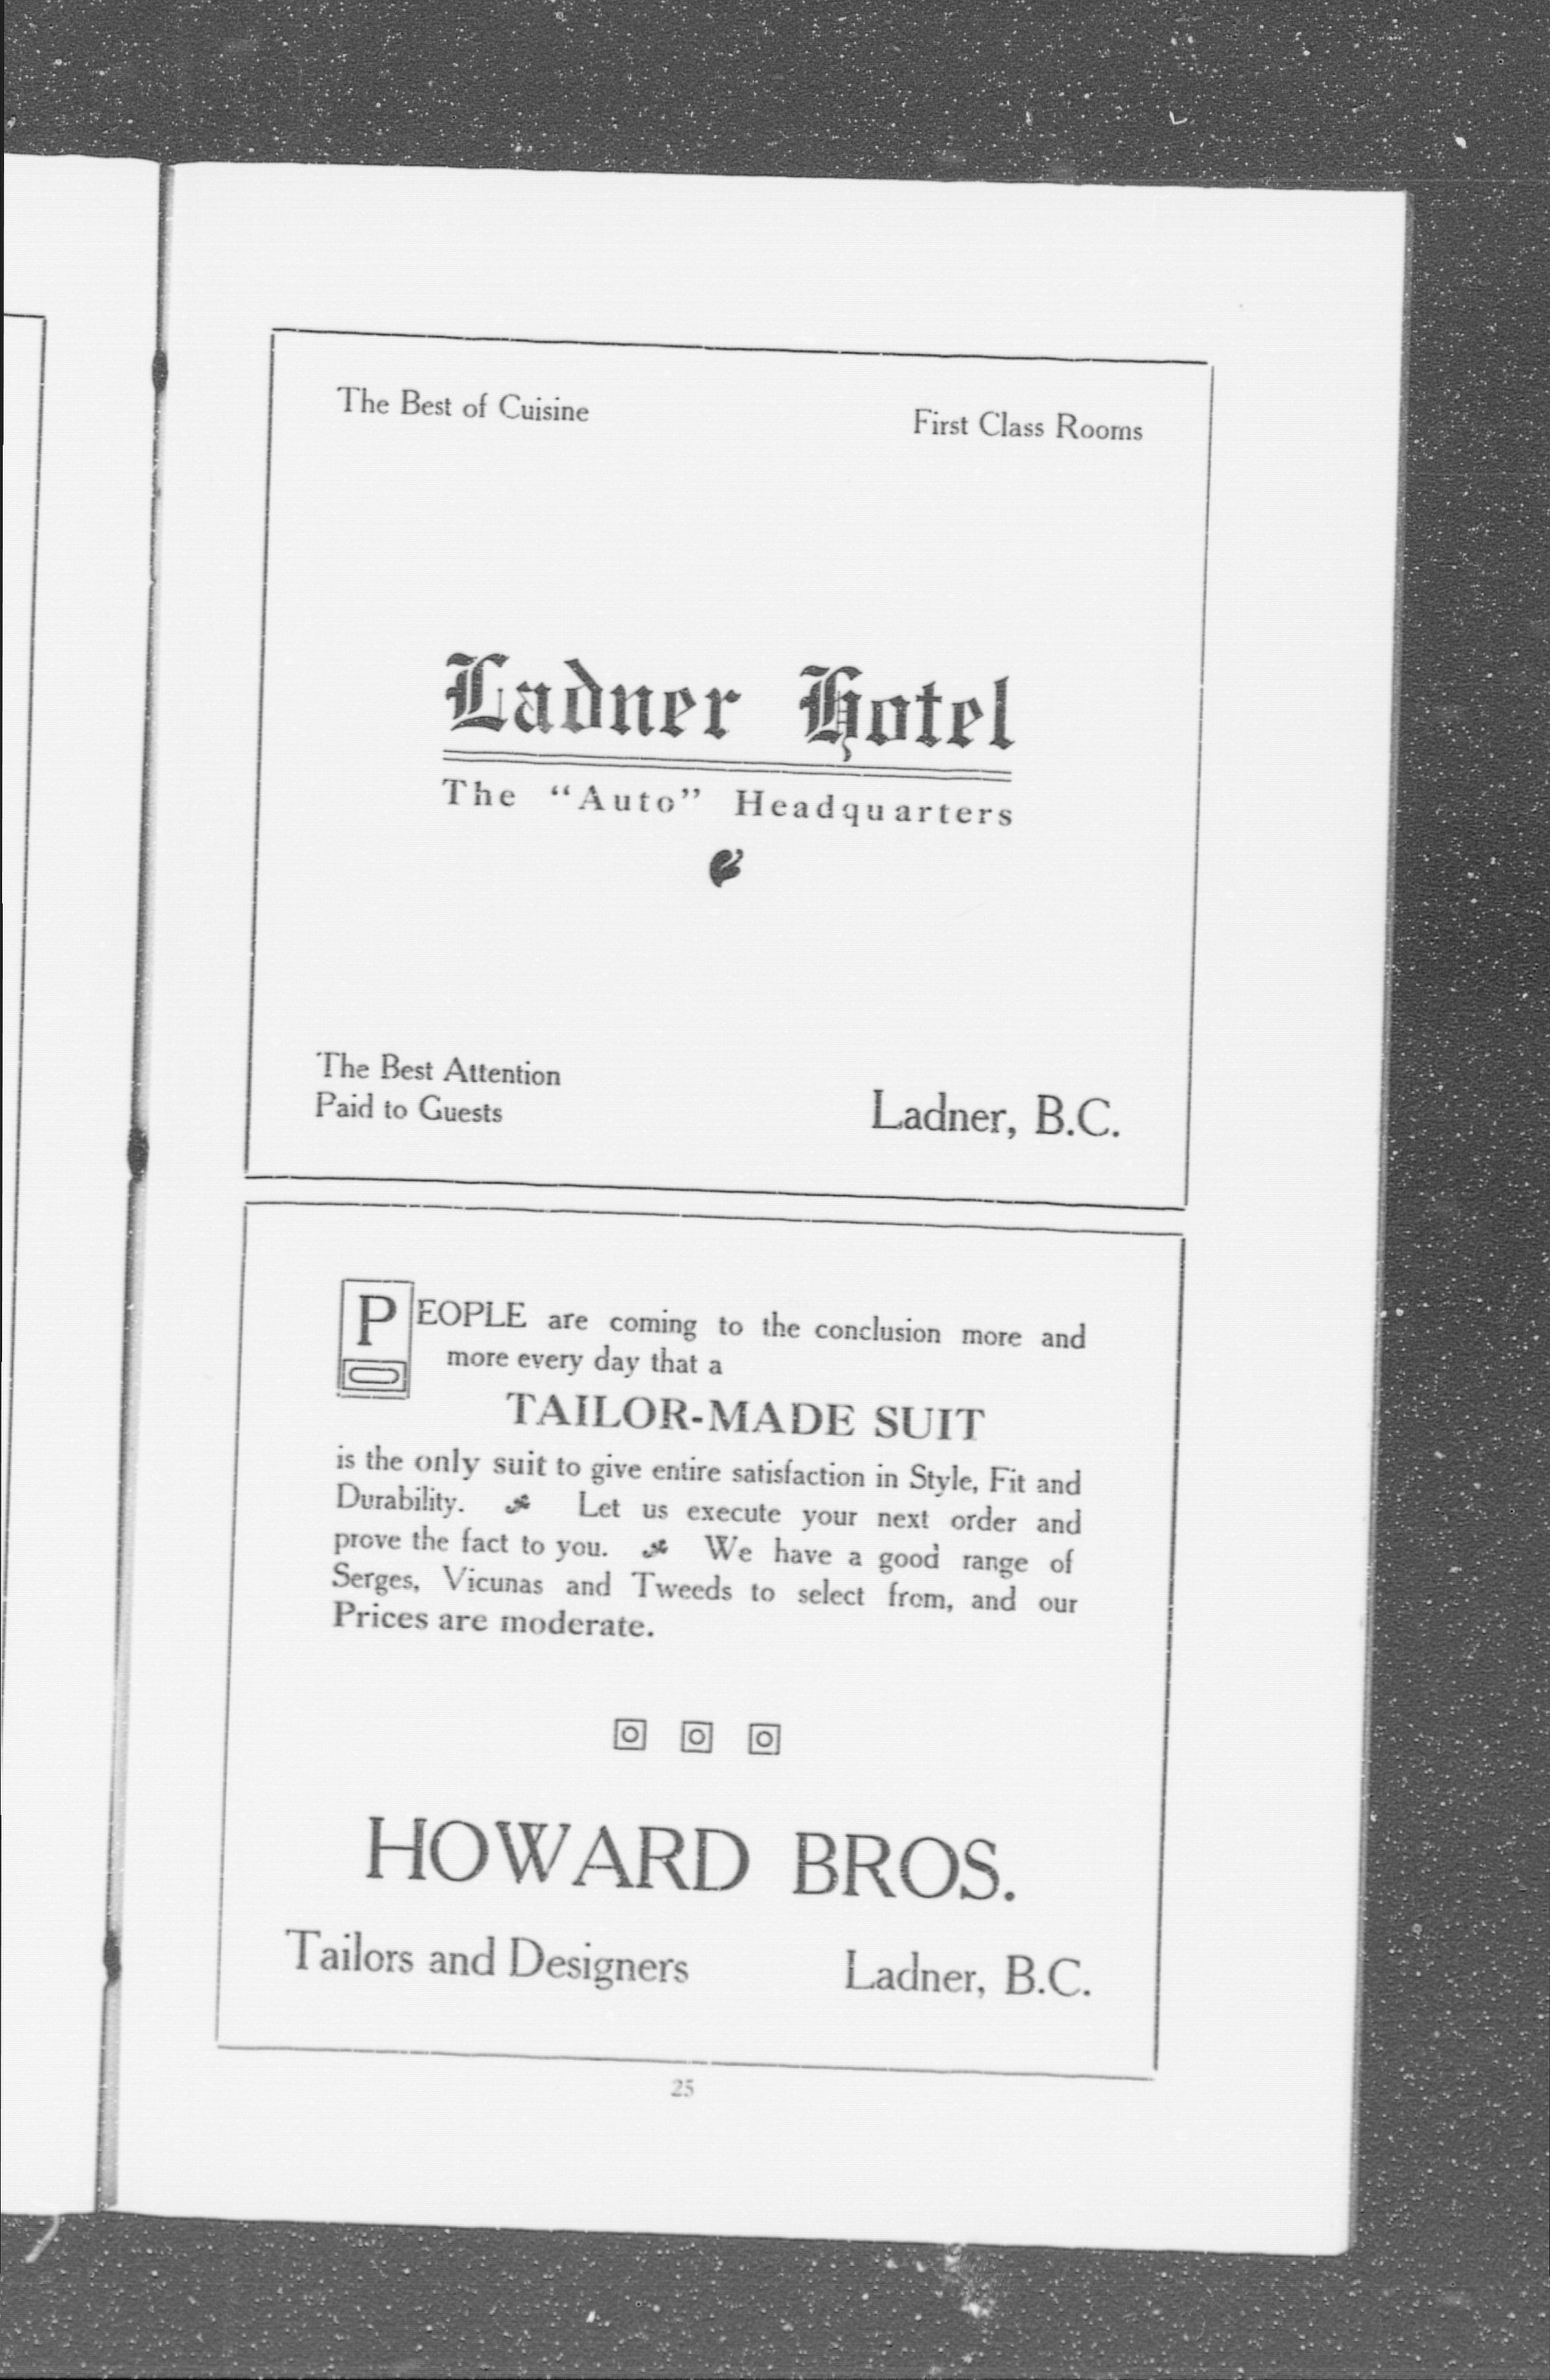 The Best of Cuisine
First Class Rooms
Ladner Hotel
The “Auto” Headquarters
The Best Attention
Paid to Guests
Ladner, B.C.
PEOPLE are coming to the conclusion more and
more every day that a
TAILOR-MADE SUIT
is the only suit to give entire satisfaction in Style, Fit and
Durability. Let us execute your next order and
prove the fact to you. We have a good range of
Serges, Vicunas and Tweeds to select from, and our
Prices are moderate.
HOWARD BROS.
Tailors and Designers
Ladner, B.C.
25